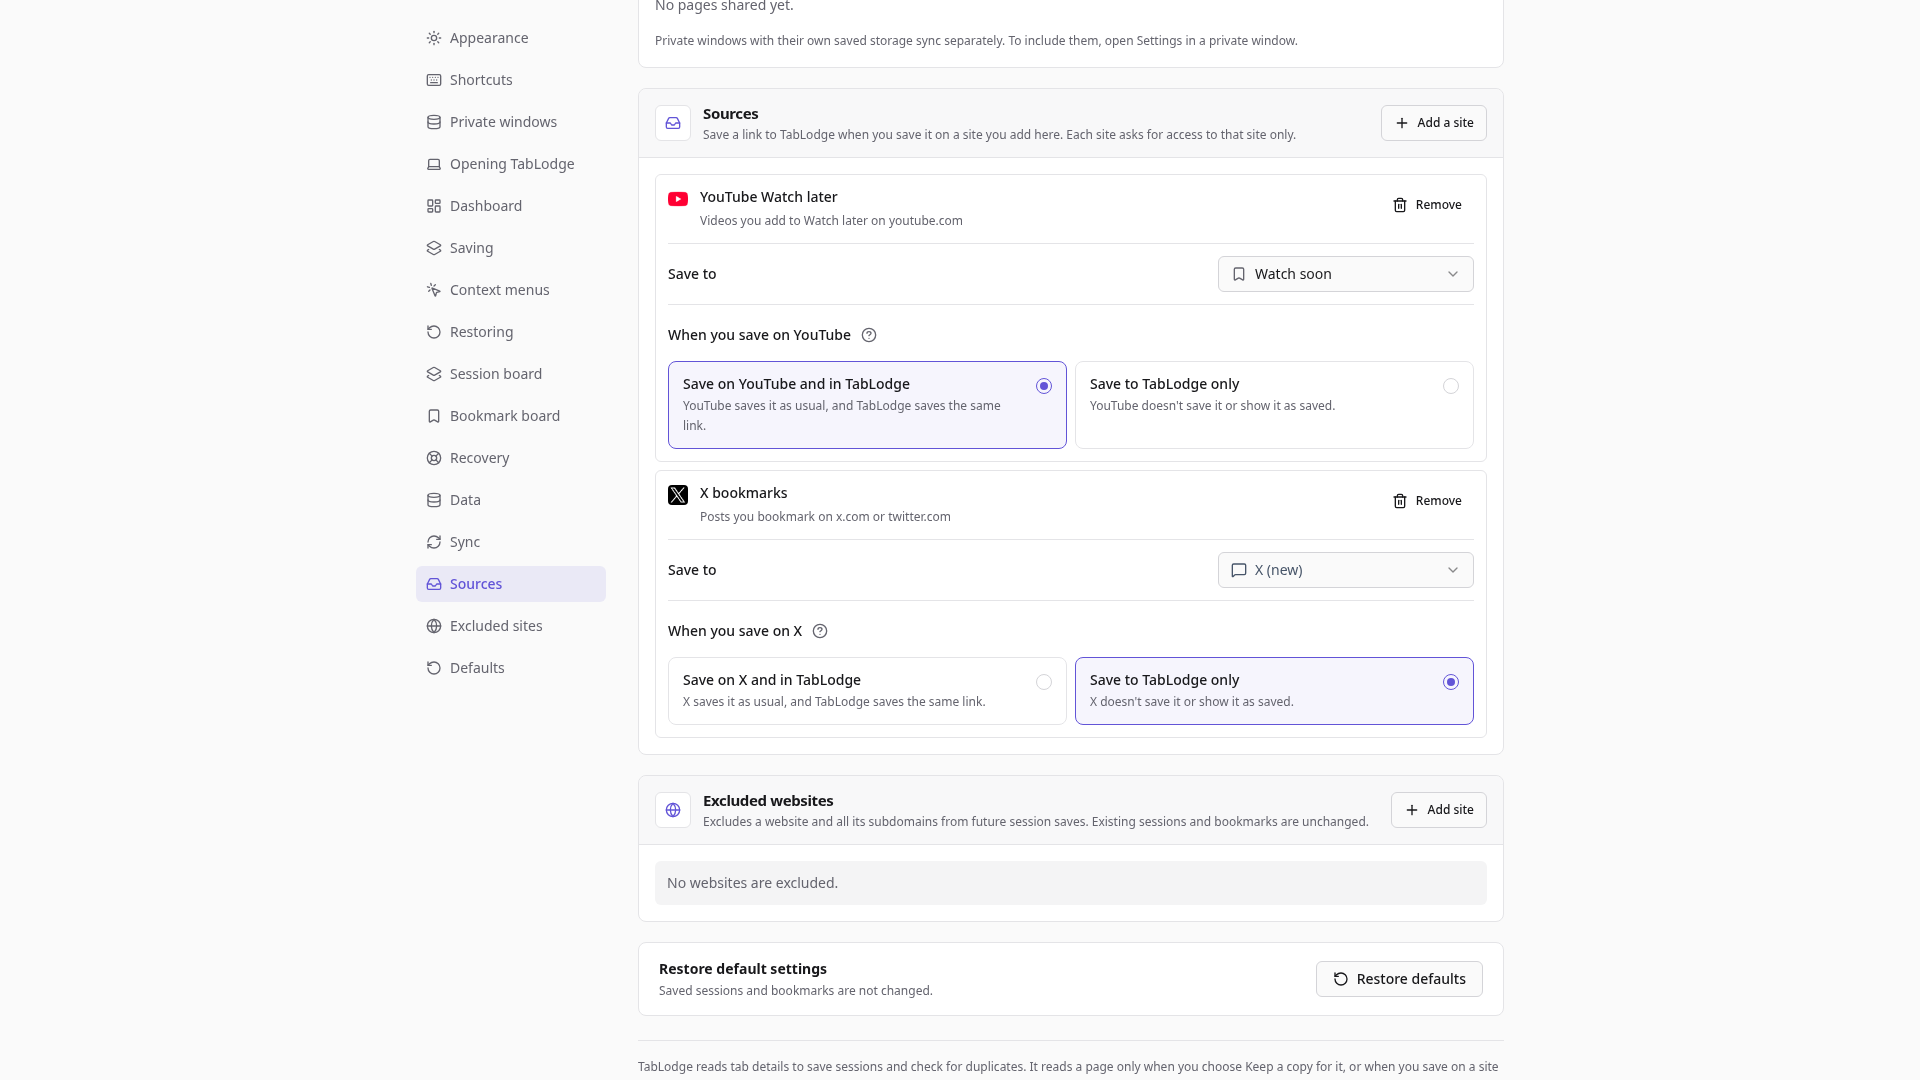 No pages shared yet.
Private windows with their own saved storage sync separately. To include them, open Settings in a private window.
Appearance
Shortcuts
Private windows
Opening TabLodge
Dashboard
Saving
Context menus
Restoring
Session board
Bookmark board
Recovery
Data
Sync
Sources
Excluded sites
Defaults
Sources
Save a link to TabLodge when you save it on a site you add here. Each site asks for access to that site only.
Add a site
YouTube Watch later
Videos you add to Watch later on youtube.com
Remove
Save to
Watch soon
When you save on YouTube
Save on YouTube and in TabLodge
YouTube saves it as usual, and TabLodge saves the same
link.
Save to TabLodge only
YouTube doesn't save it or show it as saved.
X bookmarks
Posts you bookmark on x.com or twitter.com
Remove
Save to
X (new)
When you save on X
Save on X and in TabLodge
X saves it as usual, and TabLodge saves the same link.
Save to TabLodge only
X doesn't save it or show it as saved.
Excluded websites
Excludes a website and all its subdomains from future session saves. Existing sessions and bookmarks are unchanged.
Add site
No websites are excluded.
Restore default settings
Saved sessions and bookmarks are not changed.
Restore defaults
TabLodge reads tab details to save sessions and check for duplicates. It reads a page only when you choose Keep a copy for it, or when you save on a site